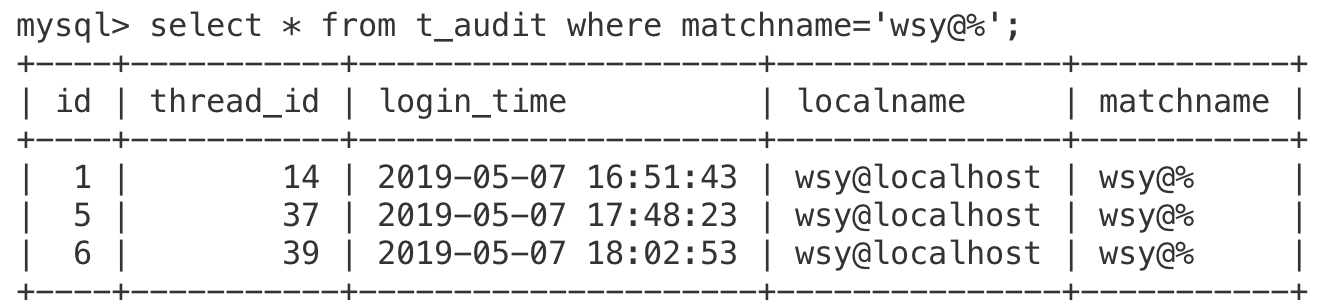 mysql> select * from t_audit where matchname='wsy@%';
+----+-----------+---------------------+---------------+-----------+
| id | thread_id | login_time          | localname     | matchname |
+----+-----------+---------------------+---------------+-----------+
|  1 |        14 | 2019-05-07 16:51:43 | wsy@localhost | wsy@%     |
|  5 |        37 | 2019-05-07 17:48:23 | wsy@localhost | wsy@%     |
|  6 |        39 | 2019-05-07 18:02:53 | wsy@localhost | wsy@%     |
+----+-----------+---------------------+---------------+-----------+